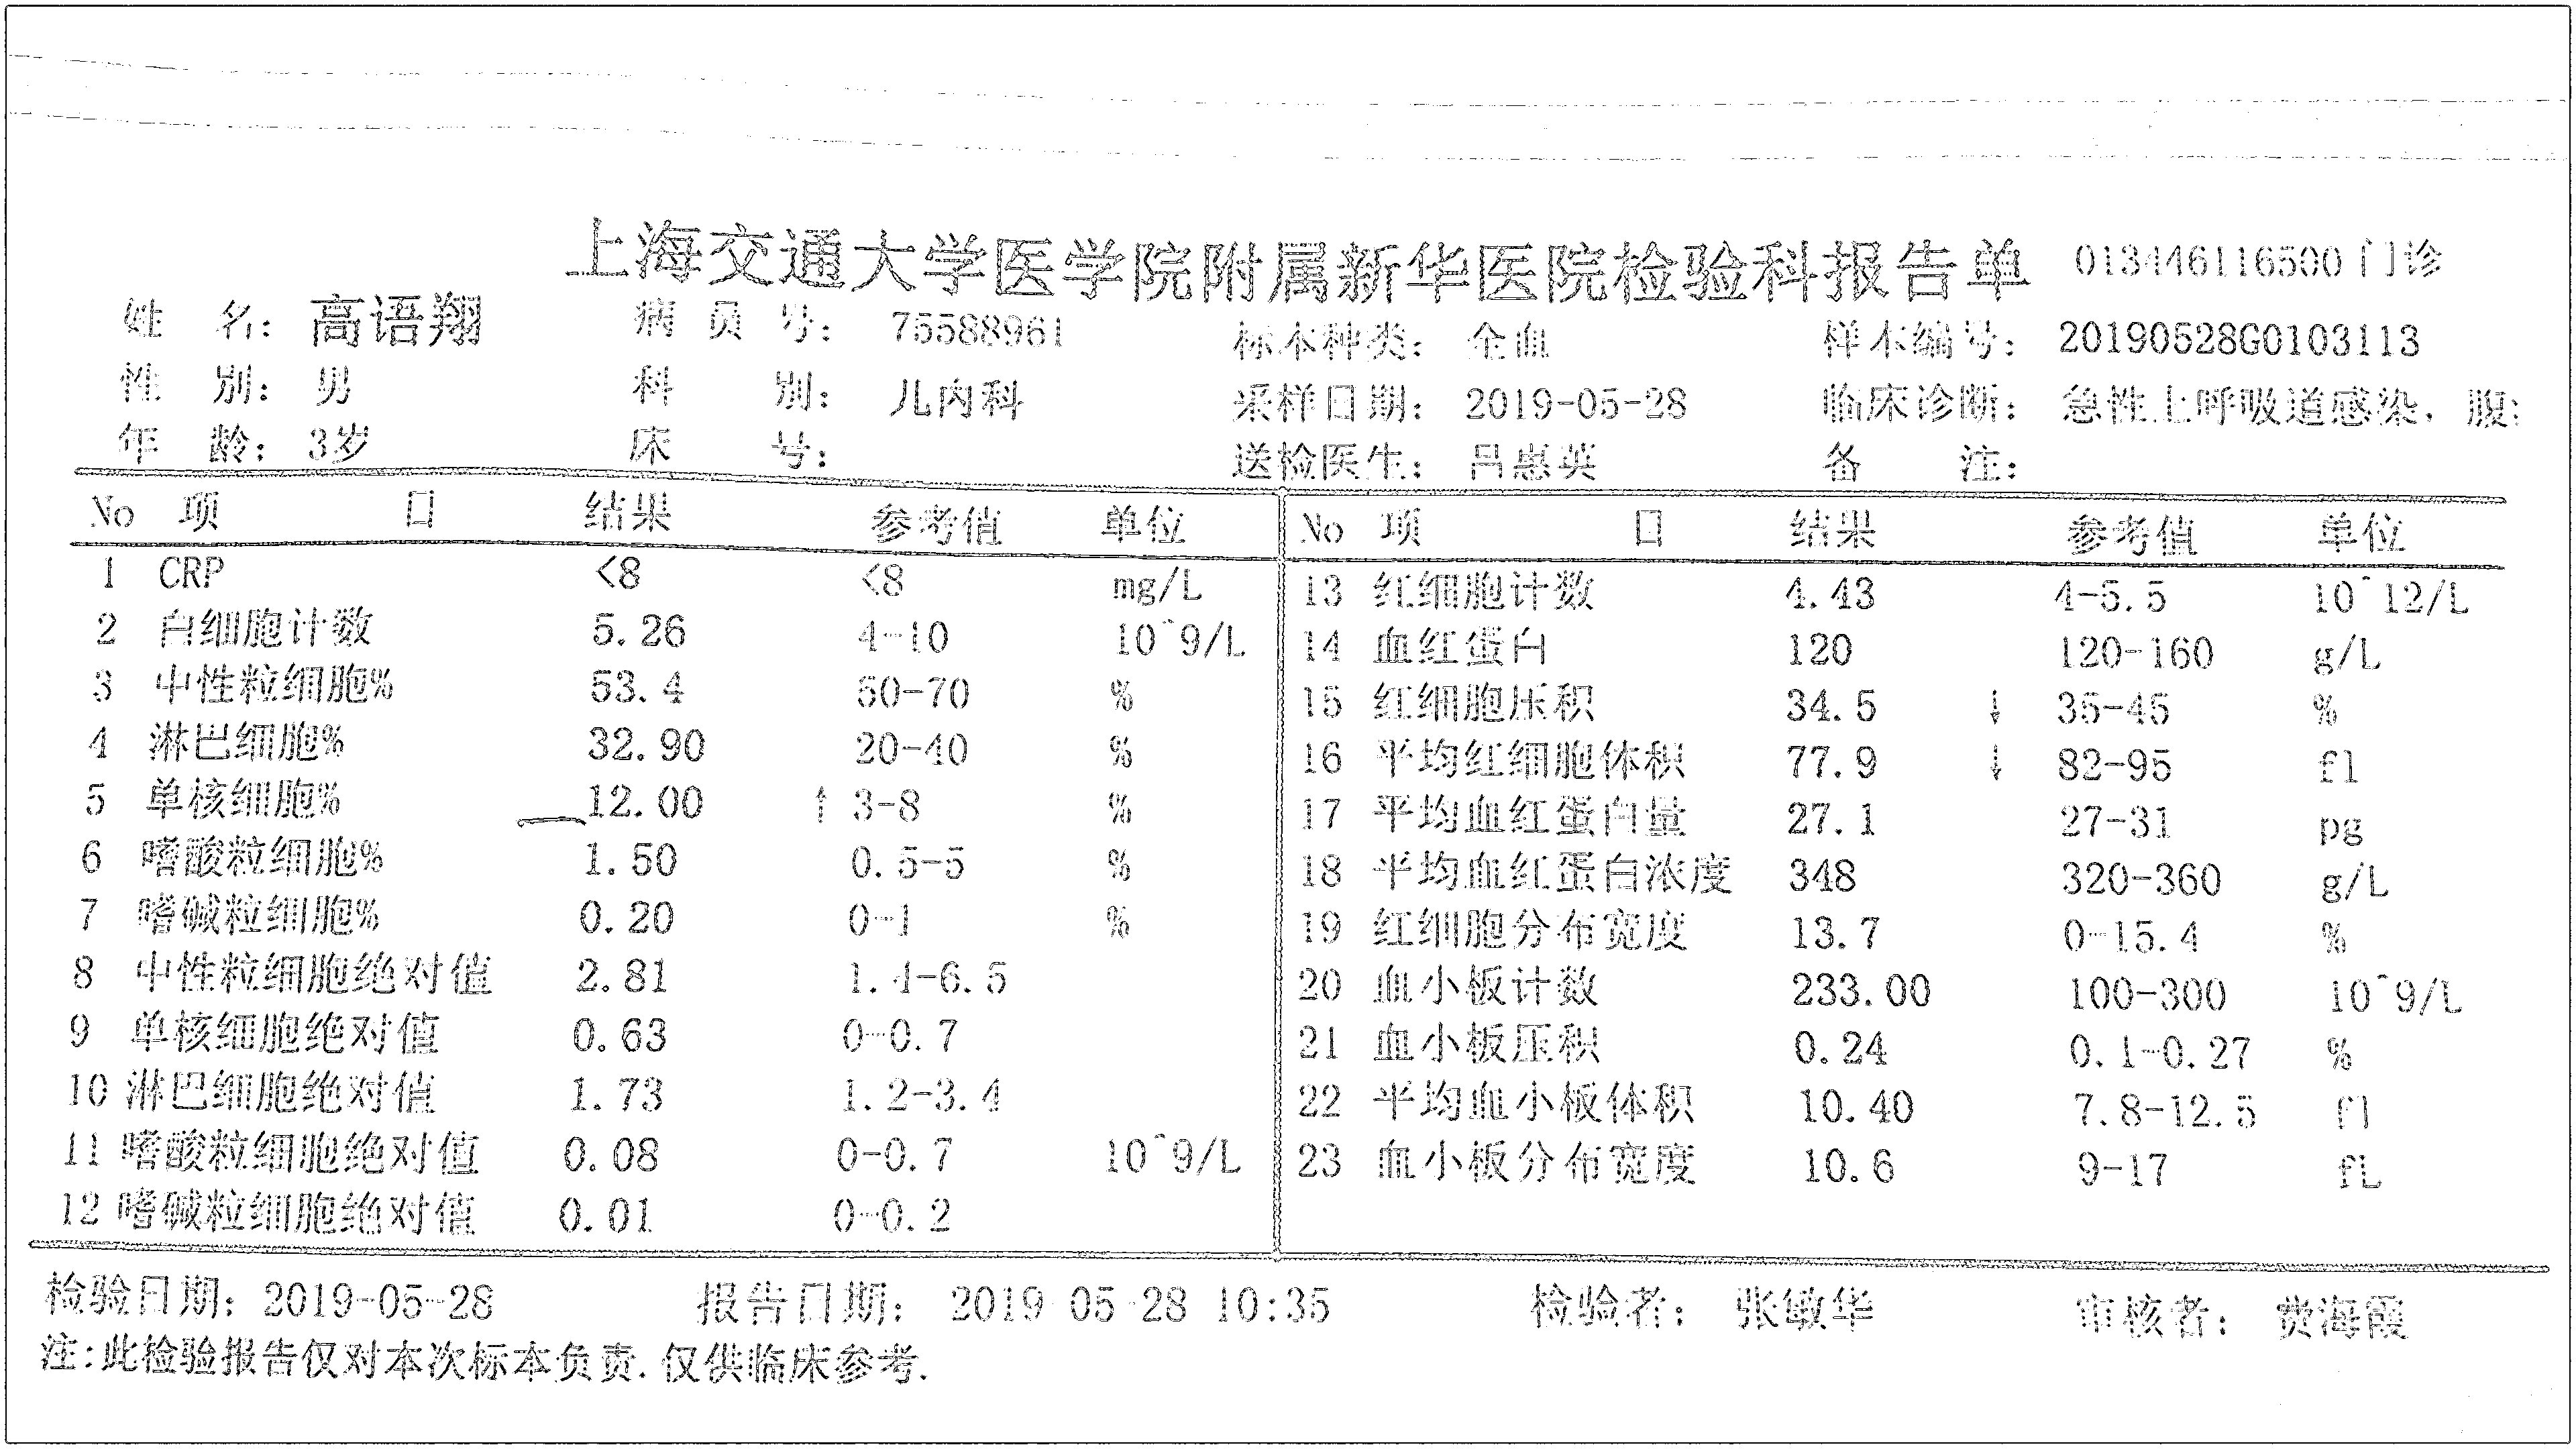 上海交通大学医学院附属新华医院检验科报告单 013446116500门诊
姓 名: 高语翔 病 员 号: 75588961 标本种类: 全血 样本编号: 20190528G0103113
性 别: 男 科 别: 儿内科 采样日期: 2019-05-28 临床诊断: 急性上呼吸道感染, 腹
年 龄: 3岁 床 号: 送检医生: 吕惠英 备 注:
No 项 目 结果 参考值 单位 No 项 目 结果 参考值 单位
1 CRP <8 <8 mg/L 13 红细胞计数 4.43 4-5.5 10^12/L
2 白细胞计数 5.26 4-10 10^9/L 14 血红蛋白 120 120-160 g/L
3 中性粒细胞% 53.4 50-70 % 15 红细胞压积 34.5 ↓ 35-45 %
4 淋巴细胞% 32.90 20-40 % 16 平均红细胞体积 77.9 ↓ 82-95 fl
5 单核细胞% 12.00 ↑ 3-8 % 17 平均血红蛋白量 27.1 27-31 pg
6 嗜酸粒细胞% 1.50 0.5-5 % 18 平均血红蛋白浓度 348 320-360 g/L
7 嗜碱粒细胞% 0.20 0-1 % 19 红细胞分布宽度 13.7 0-15.4 %
8 中性粒细胞绝对值 2.81 1.4-6.5 20 血小板计数 233.00 100-300 10^9/L
9 单核细胞绝对值 0.63 0-0.7 21 血小板压积 0.24 0.1-0.27 %
10 淋巴细胞绝对值 1.73 1.2-3.4 22 平均血小板体积 10.40 7.8-12.5 fl
11 嗜酸粒细胞绝对值 0.08 0-0.7 10^9/L 23 血小板分布宽度 10.6 9-17 fL
12 嗜碱粒细胞绝对值 0.01 0-0.2
检验日期: 2019-05-28 报告日期: 2019-05-28 10:35 检验者: 张敏华 审核者: 费海霞
注:此检验报告仅对本次标本负责.仅供临床参考.